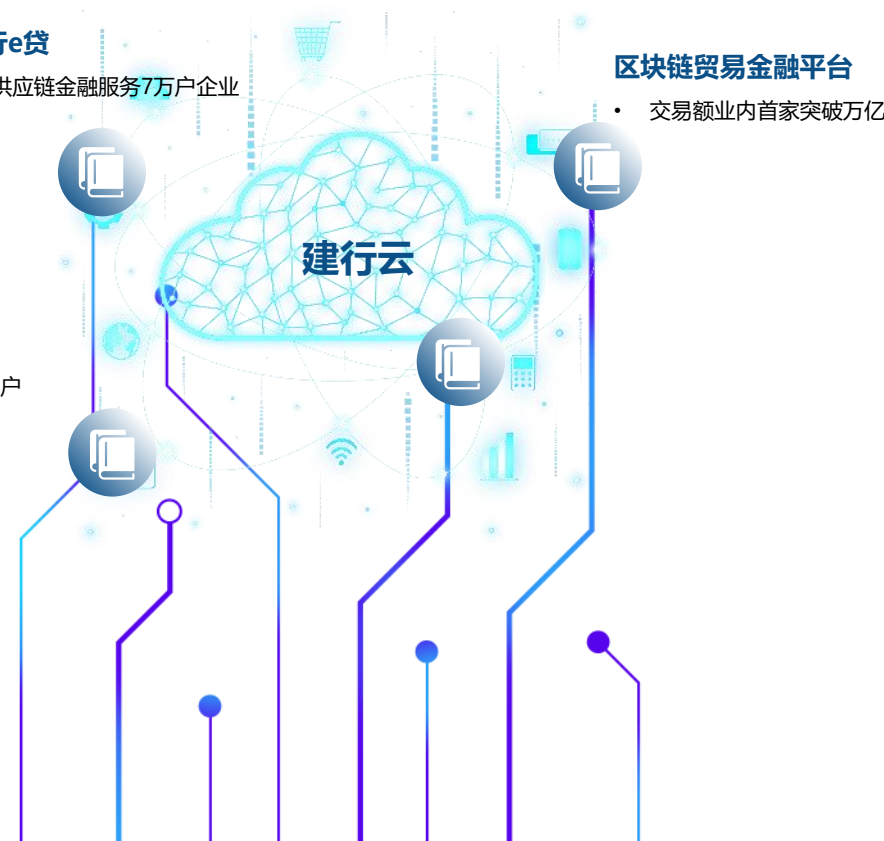 e贷
供应链金融服务7万户企业
区块链贸易金融平台
• 交易额业内首家突破万亿
建行云
户